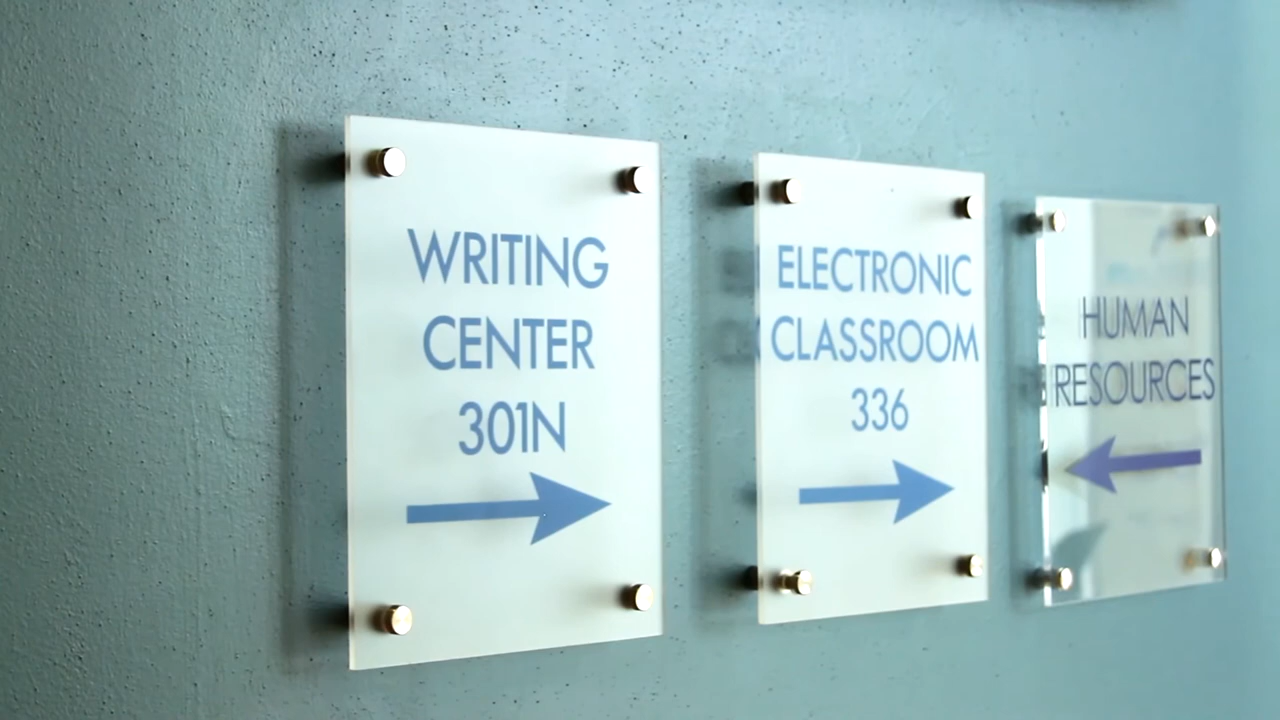 WRITING
CENTER
301N
ELECTRONIC
CLASSROOM
336
HUMAN
RESOURCES